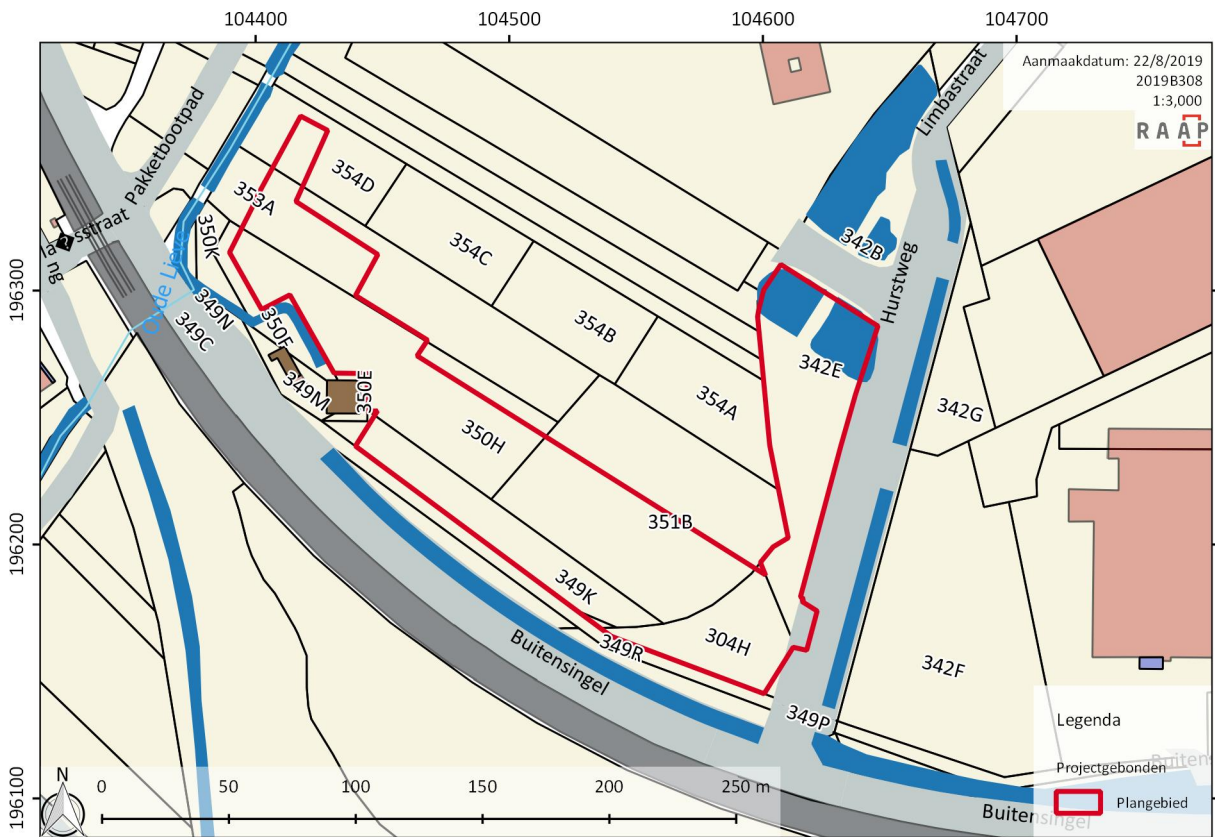 104400 104500 104600 104700
Aanmaakdatum: 22/8/2019
2019B308
1:3,000
RAAP
Limbastraat
Pakketbootpad
sstraat
354D
353A
350K
354C
342B
Hurstweg
196300
349N
349C
350F
354B
342E
349M
350E
354A
342G
350H
351B
196200
349K
304H
349R
342F
Buitensingel
349P
Legenda
Projectgebonden
Plangebied
N
0 50 100 150 200 250 m
196100
Buitensingel